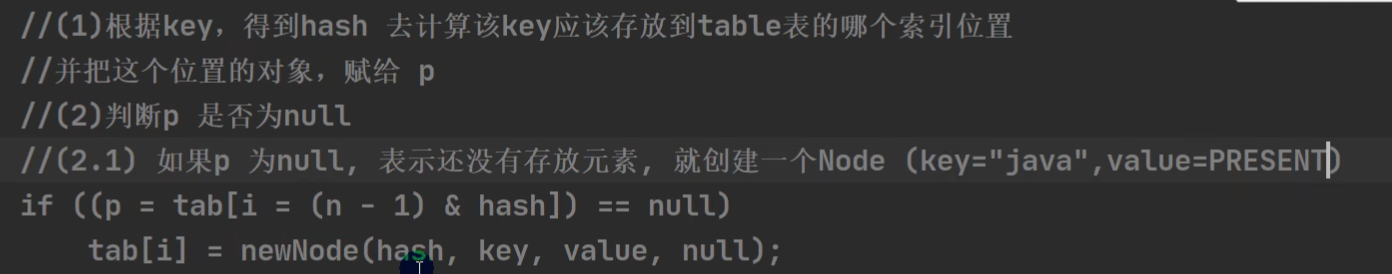 //(1)根据key，得到hash 去计算该key应该存放到table表的哪个索引位置
//并把这个位置的对象，赋给 p
//(2)判断p 是否为null
//(2.1) 如果p 为null, 表示还没有存放元素, 就创建一个Node (key="java",value=PRESENT)
if ((p = tab[i = (n - 1) & hash]) == null)
    tab[i] = newNode(hash, key, value, null);